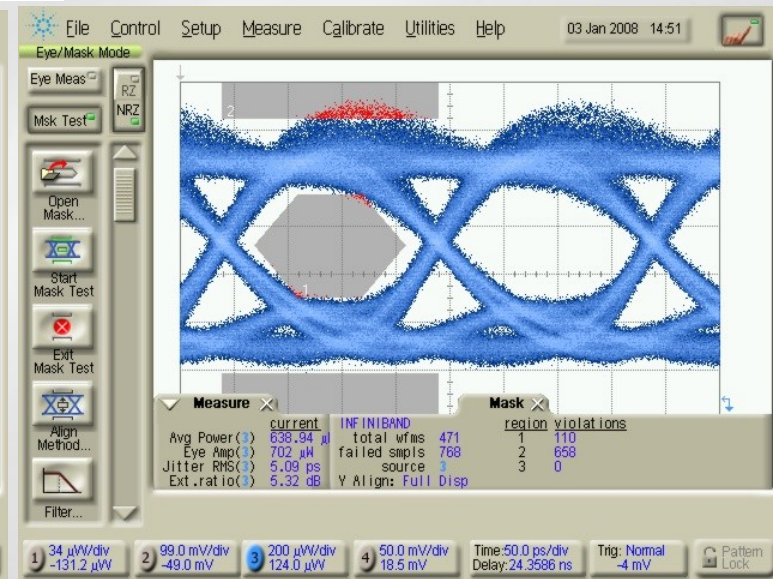 File Control Setup Measure Calibrate Utilities Help 03 Jan 2008 14:51
Eye/Mask Mode
Eye Meas
RZ
NRZ
Msk Test
2
Open
Mask...
Start
Mask Test
1
Exit
Mask Test
Align
Method...
Filter...
Measure
current
Avg Power(3) 638.94
Eye Amp(3) 702 µW
Jitter RMS(3) 5.09 ps
Ext.ratio(3) 5.32 dB
Mask
INFINIBAND
total wfms 471
failed smpls 768
source 3
Y Align: Full Disp
region violations
1 110
2 658
3 0
1) 34 µW/div
-131.2 µW
2) 99.0 mV/div
-49.0 mV
3) 200 µW/div
124.0 µW
4) 50.0 mV/div
18.5 mV
Time:50.0 ps/div
Delay:24.3586 ns
Trig: Normal
-4 mV
Pattern
Lock